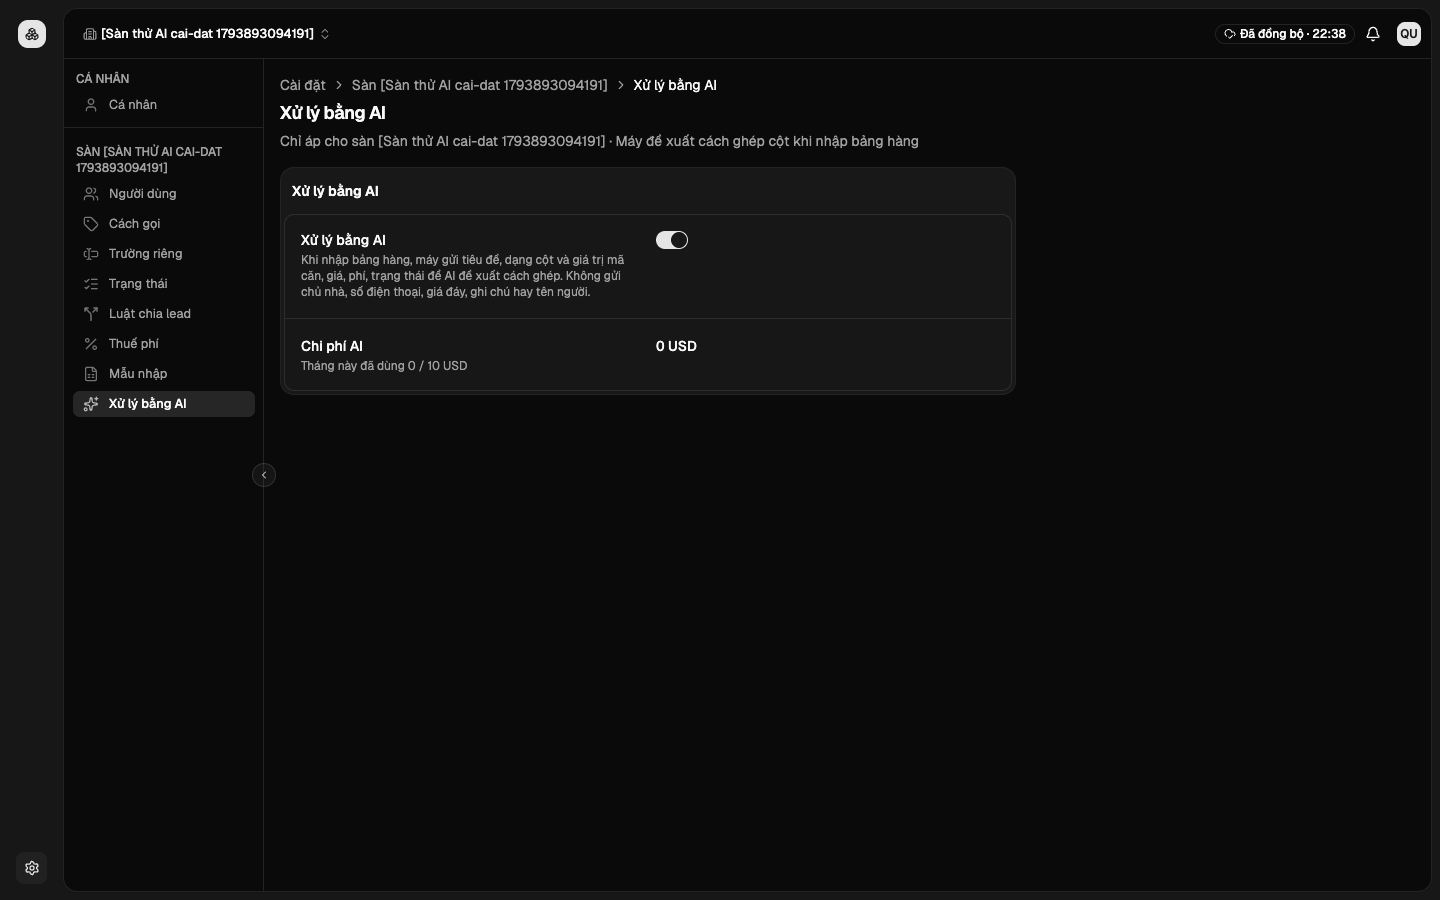 [Sàn thử AI cai-dat 1793893094191]
Đã đồng bộ · 22:38
QU
CÁ NHÂN
Cá nhân
SÀN [SÀN THỬ AI CAI-DAT
1793893094191]
Người dùng
Cách gọi
Trường riêng
Trạng thái
Luật chia lead
Thuế phí
Mẫu nhập
Xử lý bằng AI
Cài đặt > Sàn [Sàn thử AI cai-dat 1793893094191] > Xử lý bằng AI
Xử lý bằng AI
Chỉ áp cho sàn [Sàn thử AI cai-dat 1793893094191] · Máy đề xuất cách ghép cột khi nhập bảng hàng
Xử lý bằng AI
Xử lý bằng AI
Khi nhập bảng hàng, máy gửi tiêu đề, dạng cột và giá trị mã
căn, giá, phí, trạng thái để AI đề xuất cách ghép. Không gửi
chủ nhà, số điện thoại, giá đáy, ghi chú hay tên người.
Chi phí AI
0 USD
Tháng này đã dùng 0 / 10 USD